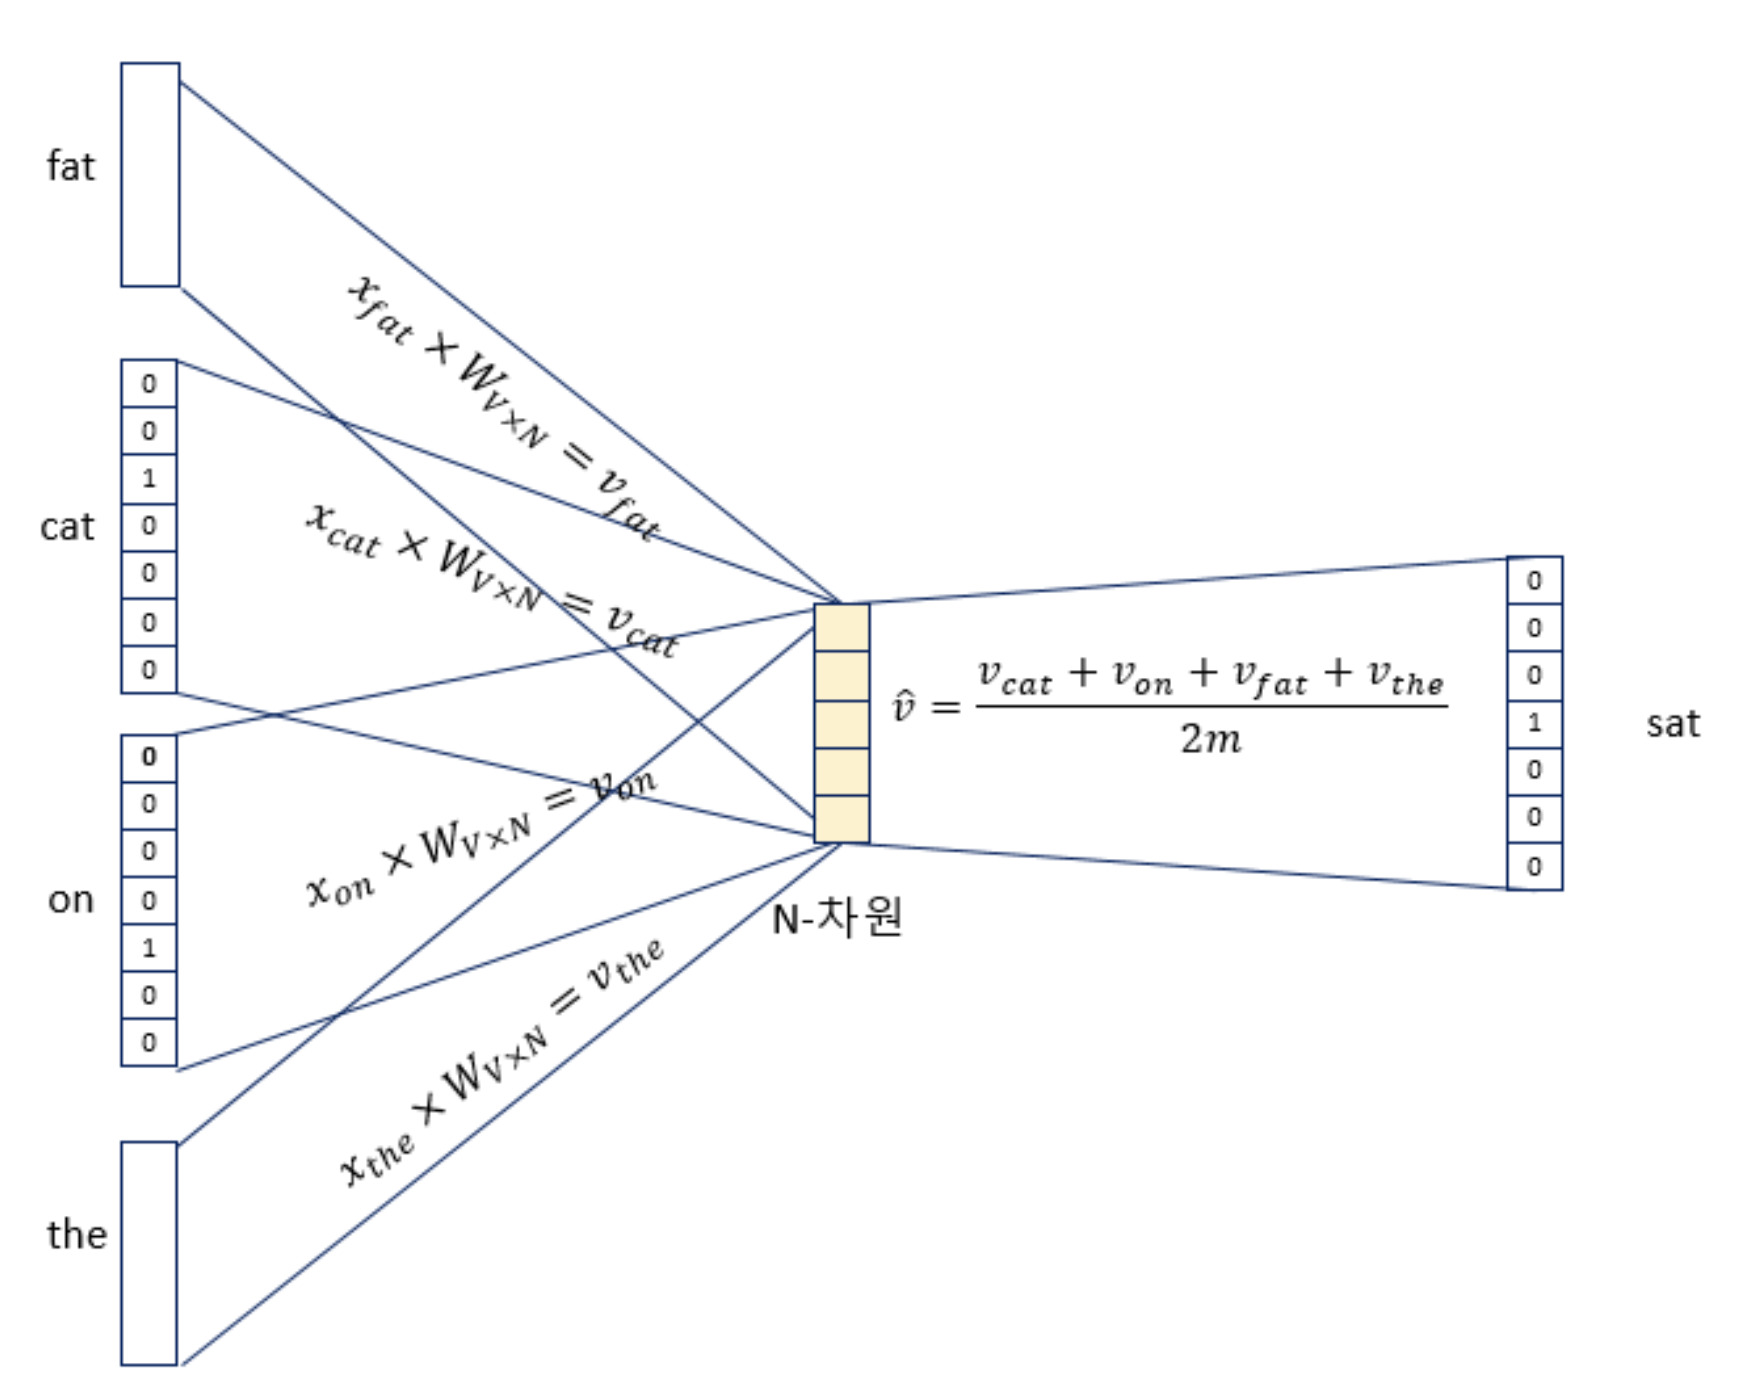 fat
x_fat × W_V×N = v_fat
cat
0
0
1
0
0
0
0
x_cat × W_V×N = v_cat
on
0
0
0
0
1
0
0
x_on × W_V×N = v_on
the
x_the × W_V×N = v_the
N-차원
v̂ = (v_cat + v_on + v_fat + v_the) / 2m
0
0
0
1
0
0
0
sat